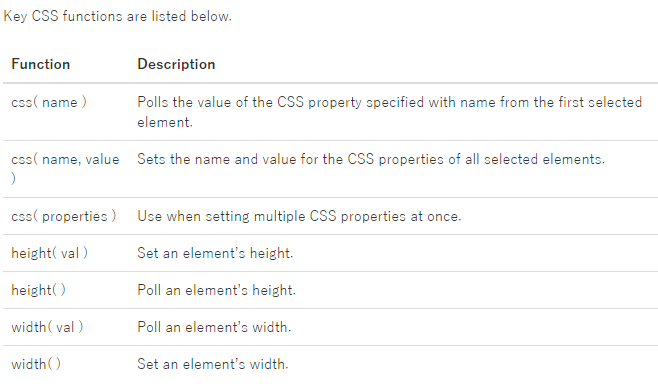 Key CSS functions are listed below.
Function Description
css( name ) Polls the value of the CSS property specified with name from the first selected
element.
css( name, value Sets the name and value for the CSS properties of all selected elements.
)
css( properties ) Use when setting multiple CSS properties at once.
height( val ) Set an element's height.
height( ) Poll an element's height.
width( val ) Poll an element's width.
width( ) Set an element's width.